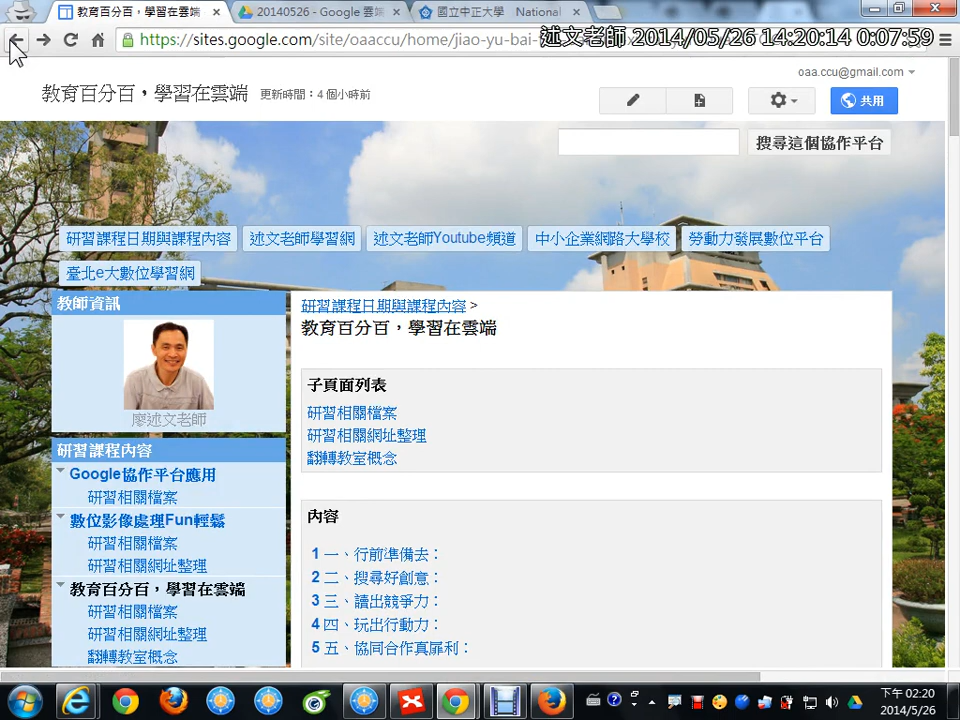 教育百分百，學習在雲端
20140526 - Google 雲端
國立中正大學 National
https://sites.google.com/site/oaaccu/home/jiao-yu-bai-
述文老師 2014/05/26 14:20:14 0:07:59
oaa.ccu@gmail.com
教育百分百，學習在雲端 更新時間：4 個小時前
共用
搜尋這個協作平台
研習課程日期與課程內容 述文老師學習網 述文老師Youtube頻道 中小企業網路大學校 勞動力發展數位平台
臺北e大數位學習網
教師資訊
廖述文老師
研習課程內容
Google協作平台應用
研習相關檔案
數位影像處理Fun輕鬆
研習相關檔案
研習相關網址整理
教育百分百，學習在雲端
研習相關檔案
研習相關網址整理
翻轉教室概念
研習課程日期與課程內容 >
教育百分百，學習在雲端
子頁面列表
研習相關檔案
研習相關網址整理
翻轉教室概念
內容
1 一、行前準備去：
2 二、搜尋好創意：
3 三、讀出競爭力：
4 四、玩出行動力：
5 五、協同合作真犀利：
下午 02:20
2014/5/26